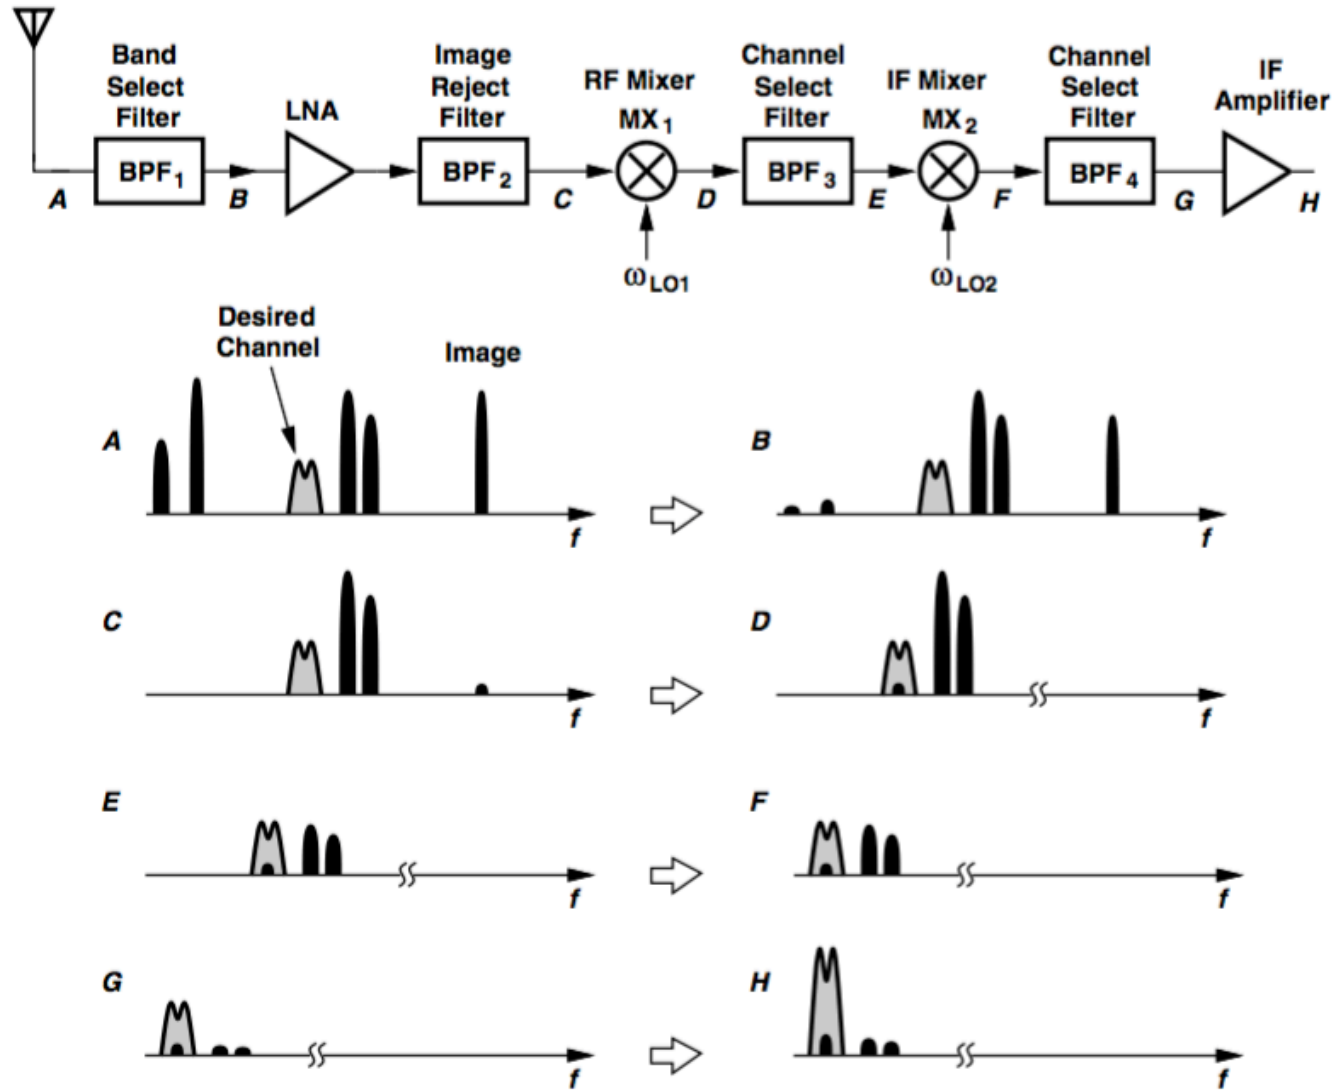 Band
Select
Filter
LNA
Image
Reject
Filter
RF Mixer
MX1
Channel
Select
Filter
IF Mixer
MX2
Channel
Select
Filter
IF
Amplifier
BPF1
BPF2
BPF3
BPF4
A
B
C
D
E
F
G
H
ωLO1
ωLO2
Desired
Channel
Image
A
f
B
f
C
f
D
f
E
f
F
f
G
f
H
f